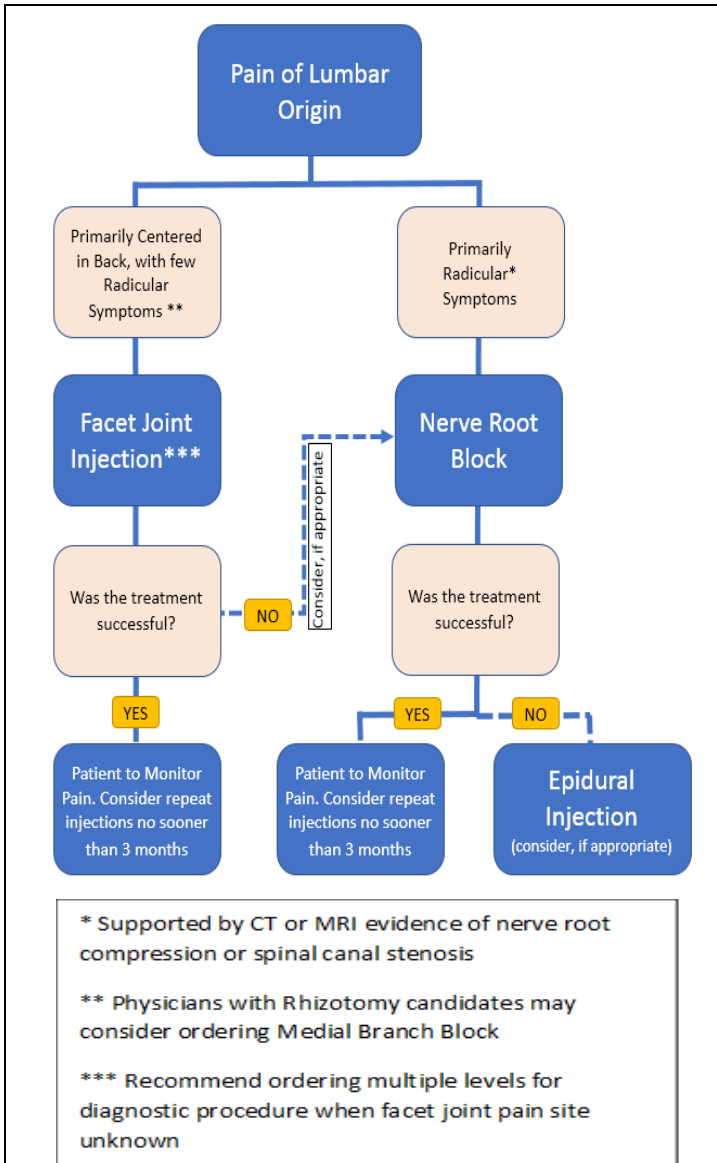 Pain of Lumbar
Origin
Primarily Centered
in Back, with few
Radicular
Symptoms **
Primarily
Radicular*
Symptoms
Facet Joint
Injection***
Nerve Root
Block
Consider, if appropriate
Was the treatment
successful?
NO
Was the treatment
successful?
YES
YES
NO
Patient to Monitor
Pain. Consider repeat
injections no sooner
than 3 months
Patient to Monitor
Pain. Consider repeat
injections no sooner
than 3 months
Epidural
Injection
(consider, if appropriate)
* Supported by CT or MRI evidence of nerve root
compression or spinal canal stenosis
** Physicians with Rhizotomy candidates may
consider ordering Medial Branch Block
*** Recommend ordering multiple levels for
diagnostic procedure when facet joint pain site
unknown